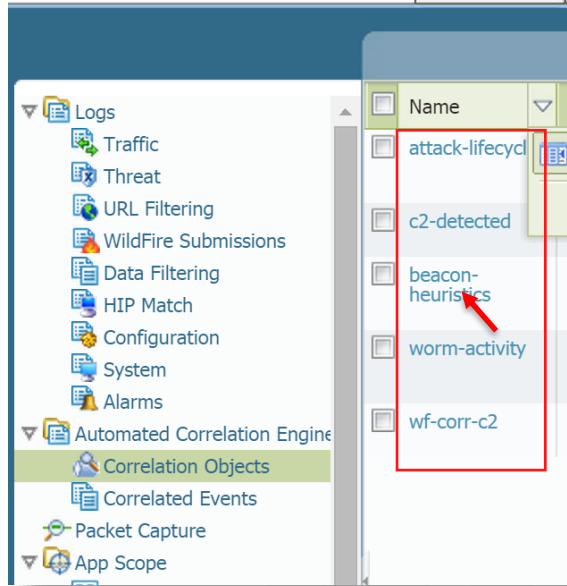 Logs
Traffic
Threat
URL Filtering
WildFire Submissions
Data Filtering
HIP Match
Configuration
System
Alarms
Automated Correlation Engine
Correlation Objects
Correlated Events
Packet Capture
App Scope
Name
attack-lifecycl
c2-detected
beacon-
heuristics
worm-activity
wf-corr-c2